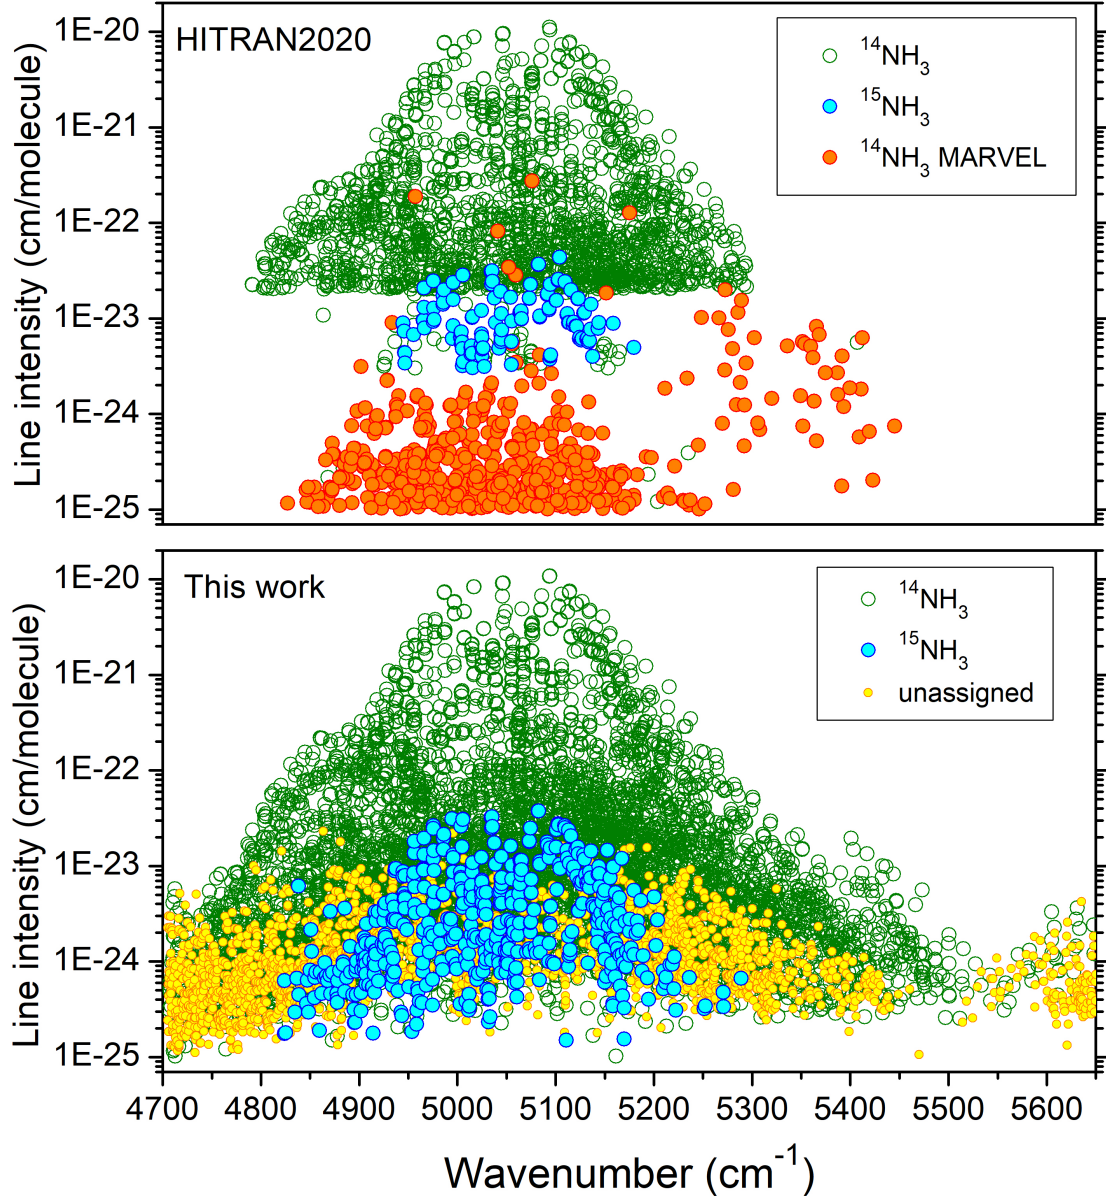 HITRAN2020
¹⁴NH₃
¹⁵NH₃
¹⁴NH₃ MARVEL
Line intensity (cm/molecule)
1E-20
1E-21
1E-22
1E-23
1E-24
1E-25
This work
¹⁴NH₃
¹⁵NH₃
unassigned
Line intensity (cm/molecule)
1E-20
1E-21
1E-22
1E-23
1E-24
1E-25
4700 4800 4900 5000 5100 5200 5300 5400 5500 5600
Wavenumber (cm⁻¹)